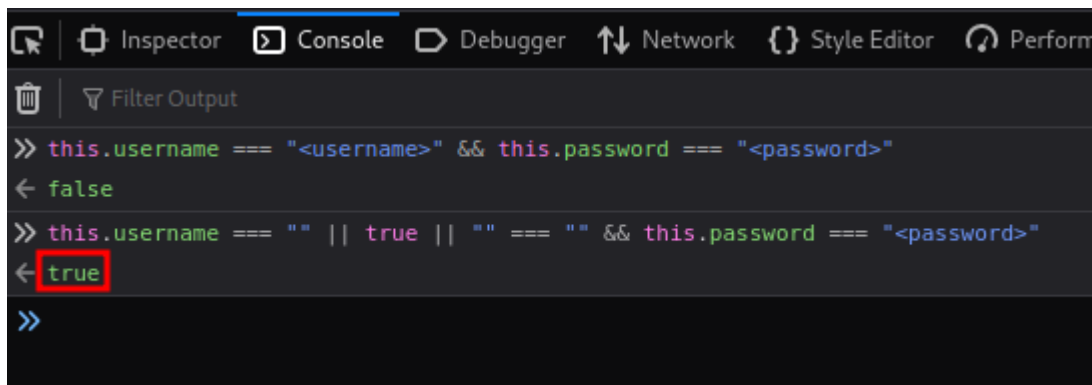 Inspector Console Debugger Network {} Style Editor Perform
Filter Output
>> this.username === "<username>" && this.password === "<password>"
← false
>> this.username === "" || true || "" === "" && this.password === "<password>"
← true
>>